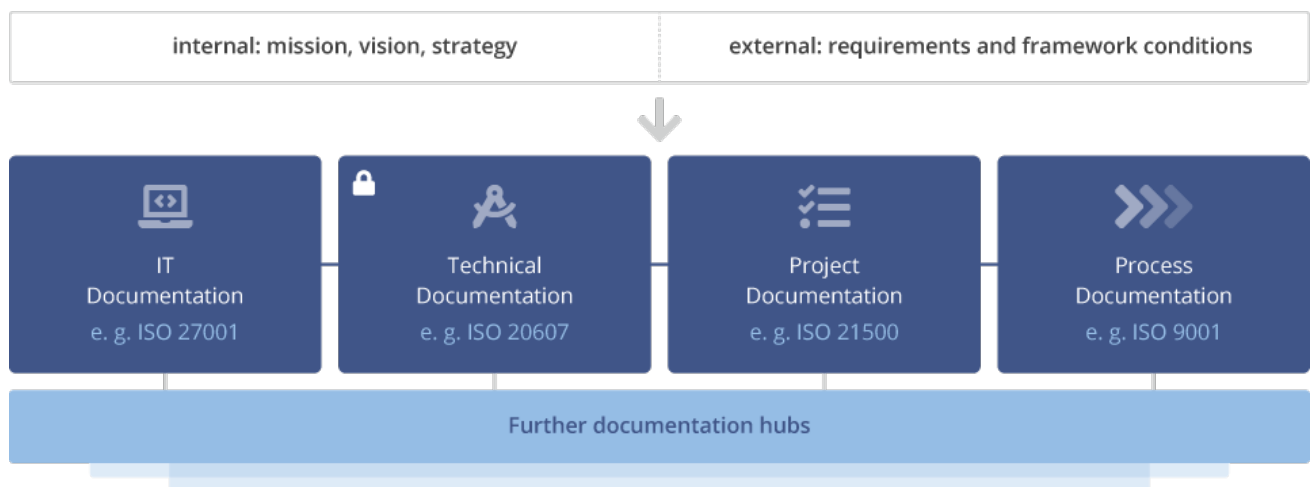 internal: mission, vision, strategy
external: requirements and framework conditions
IT
Documentation
e. g. ISO 27001
Technical
Documentation
e. g. ISO 20607
Project
Documentation
e. g. ISO 21500
Process
Documentation
e. g. ISO 9001
Further documentation hubs